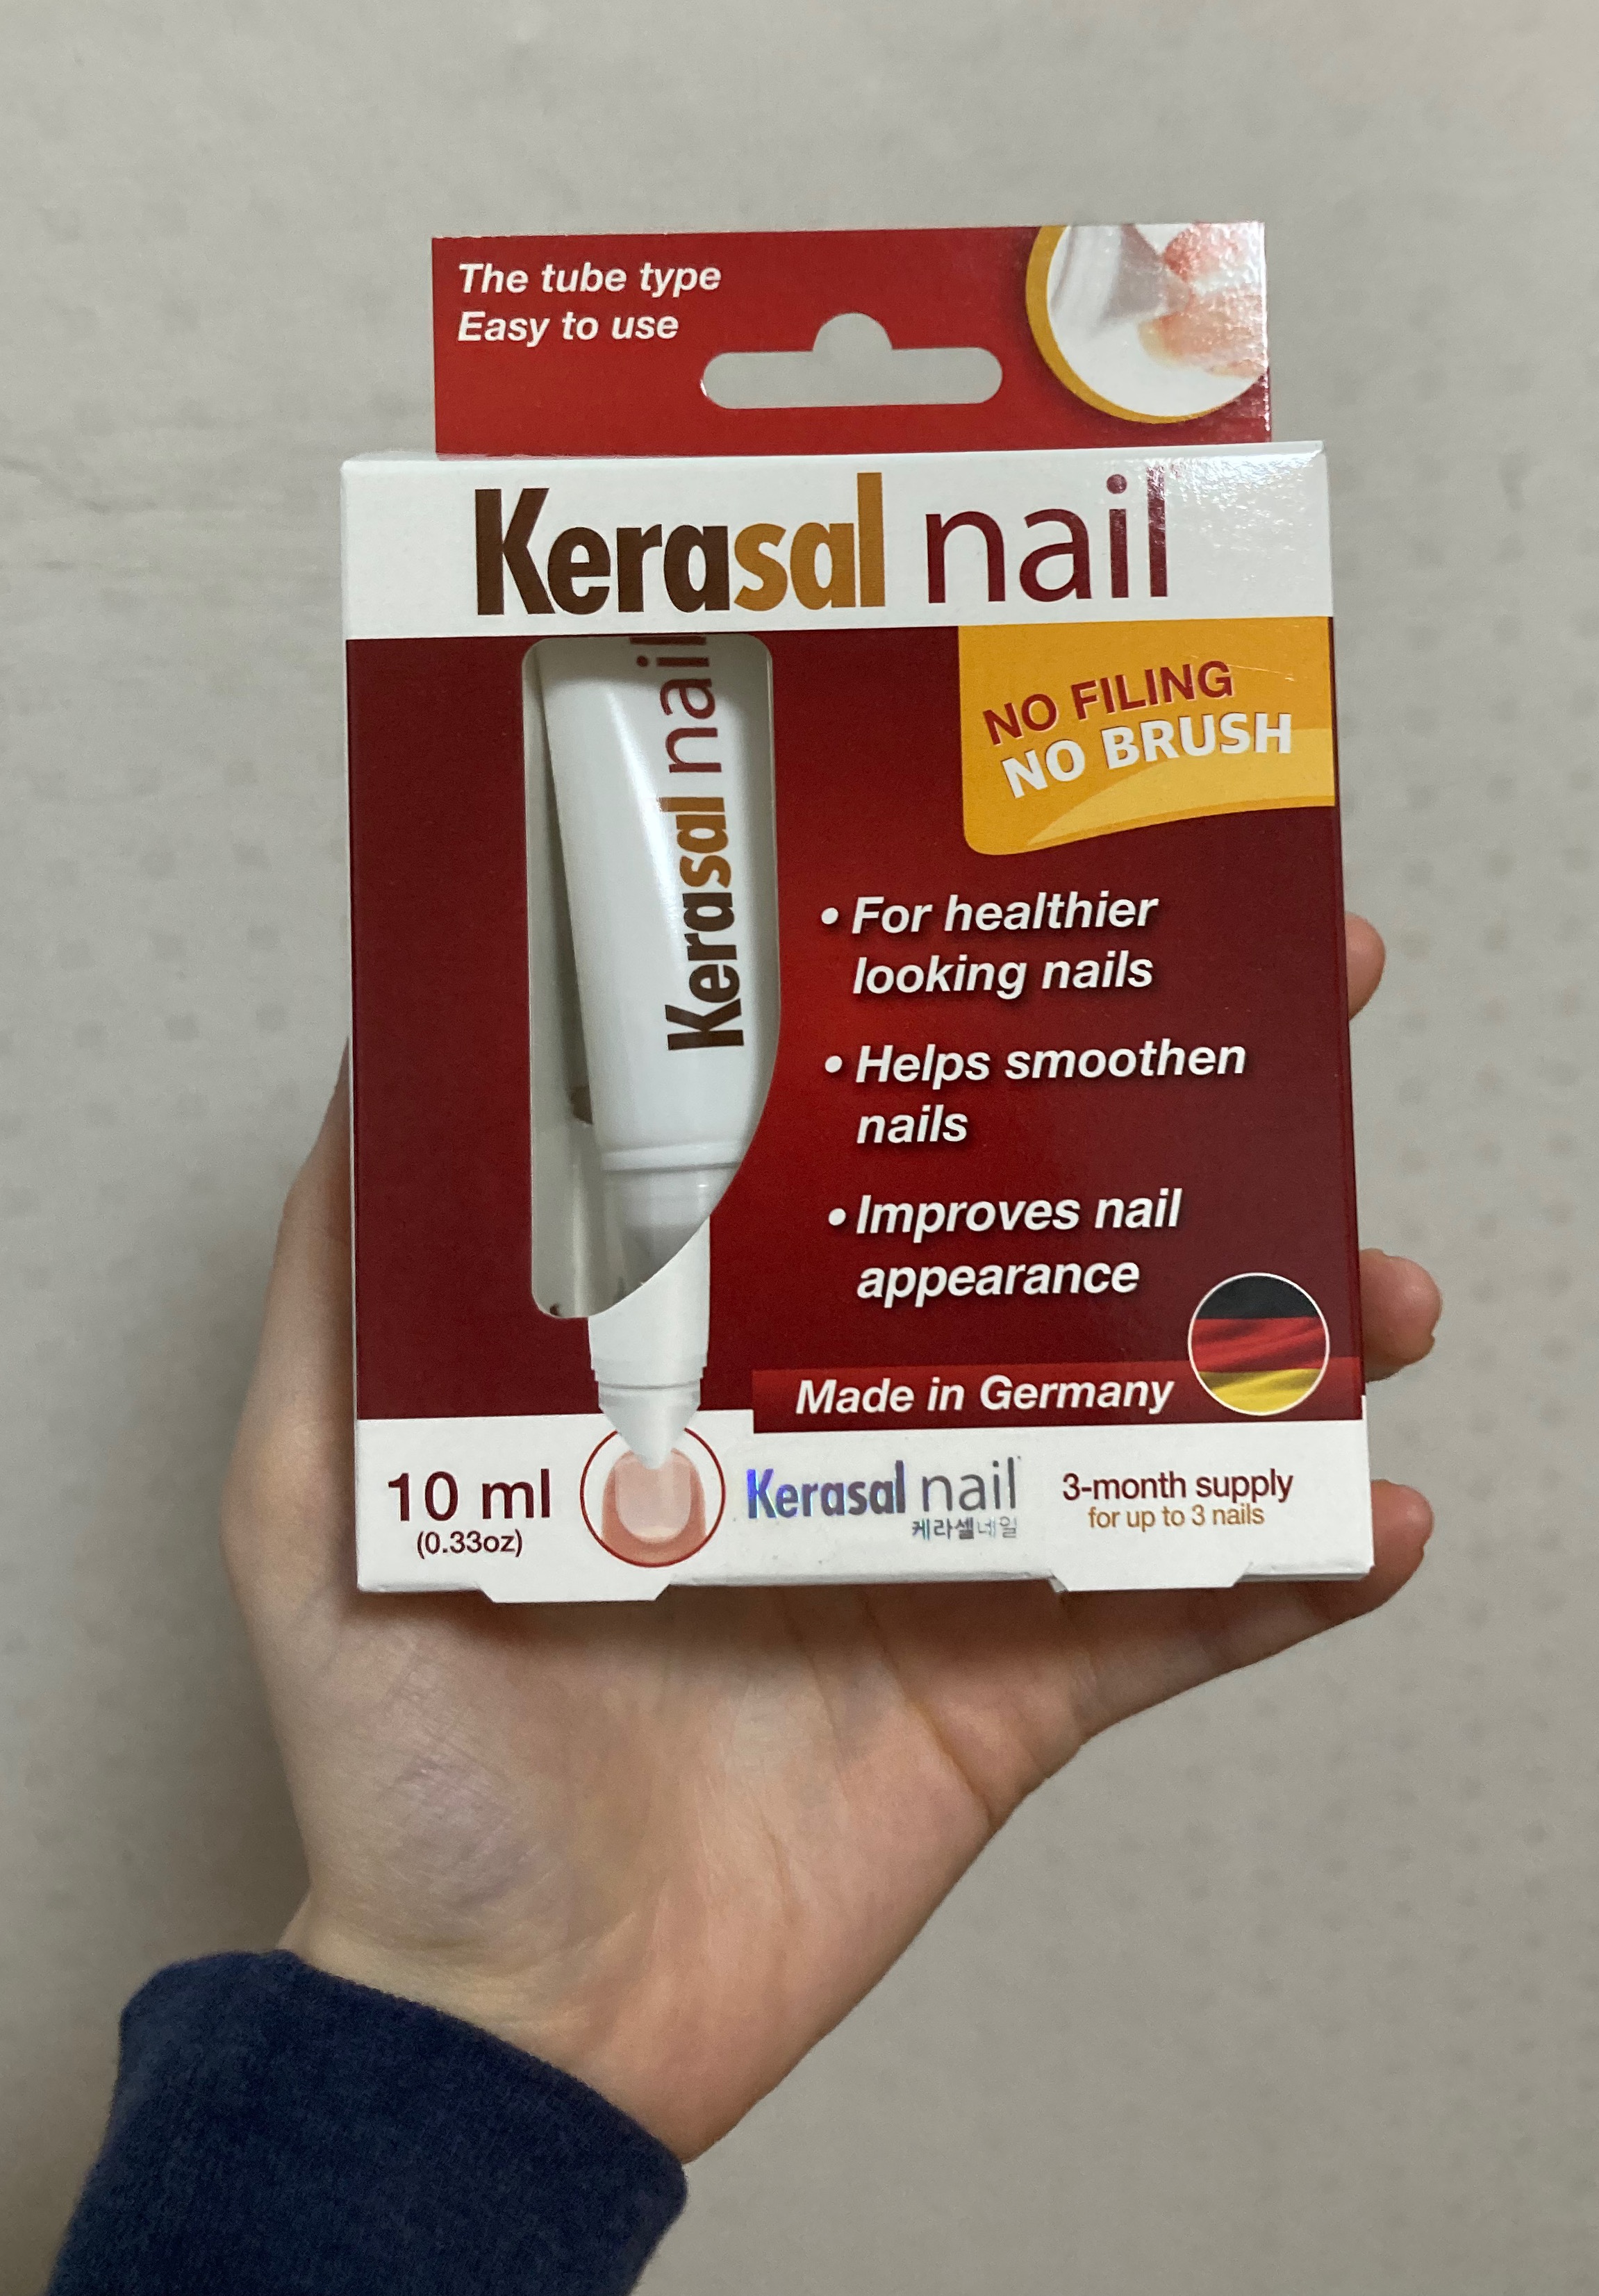 The tube type
Easy to use
Kerasal nail
Kerasal nail
NO FILING
NO BRUSH
• For healthier
looking nails
• Helps smoothen
nails
• Improves nail
appearance
Made in Germany
10 ml
(0.33oz)
Kerasal nail
케라셀네일
3-month supply
for up to 3 nails